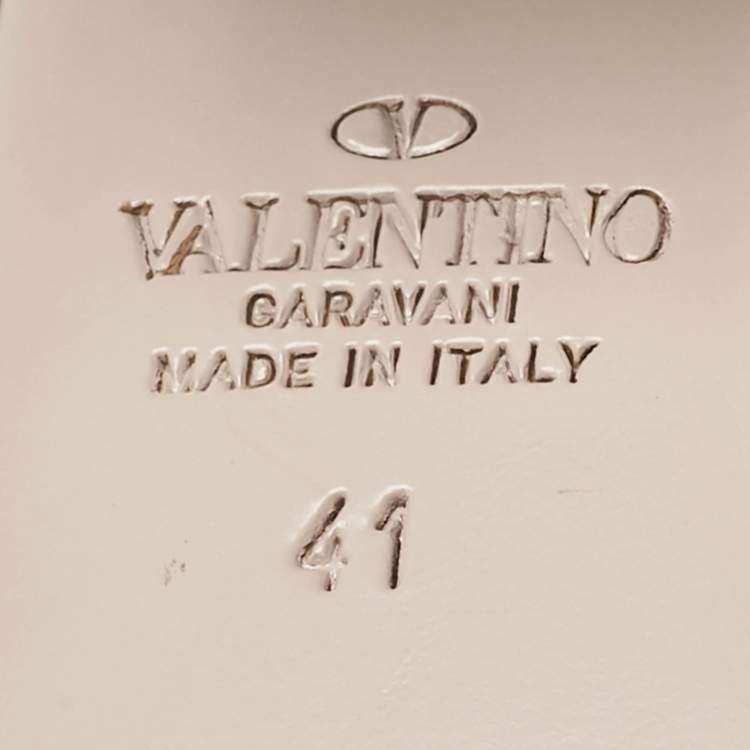 V
VALENTINO
GARAVANI
MADE IN ITALY
41